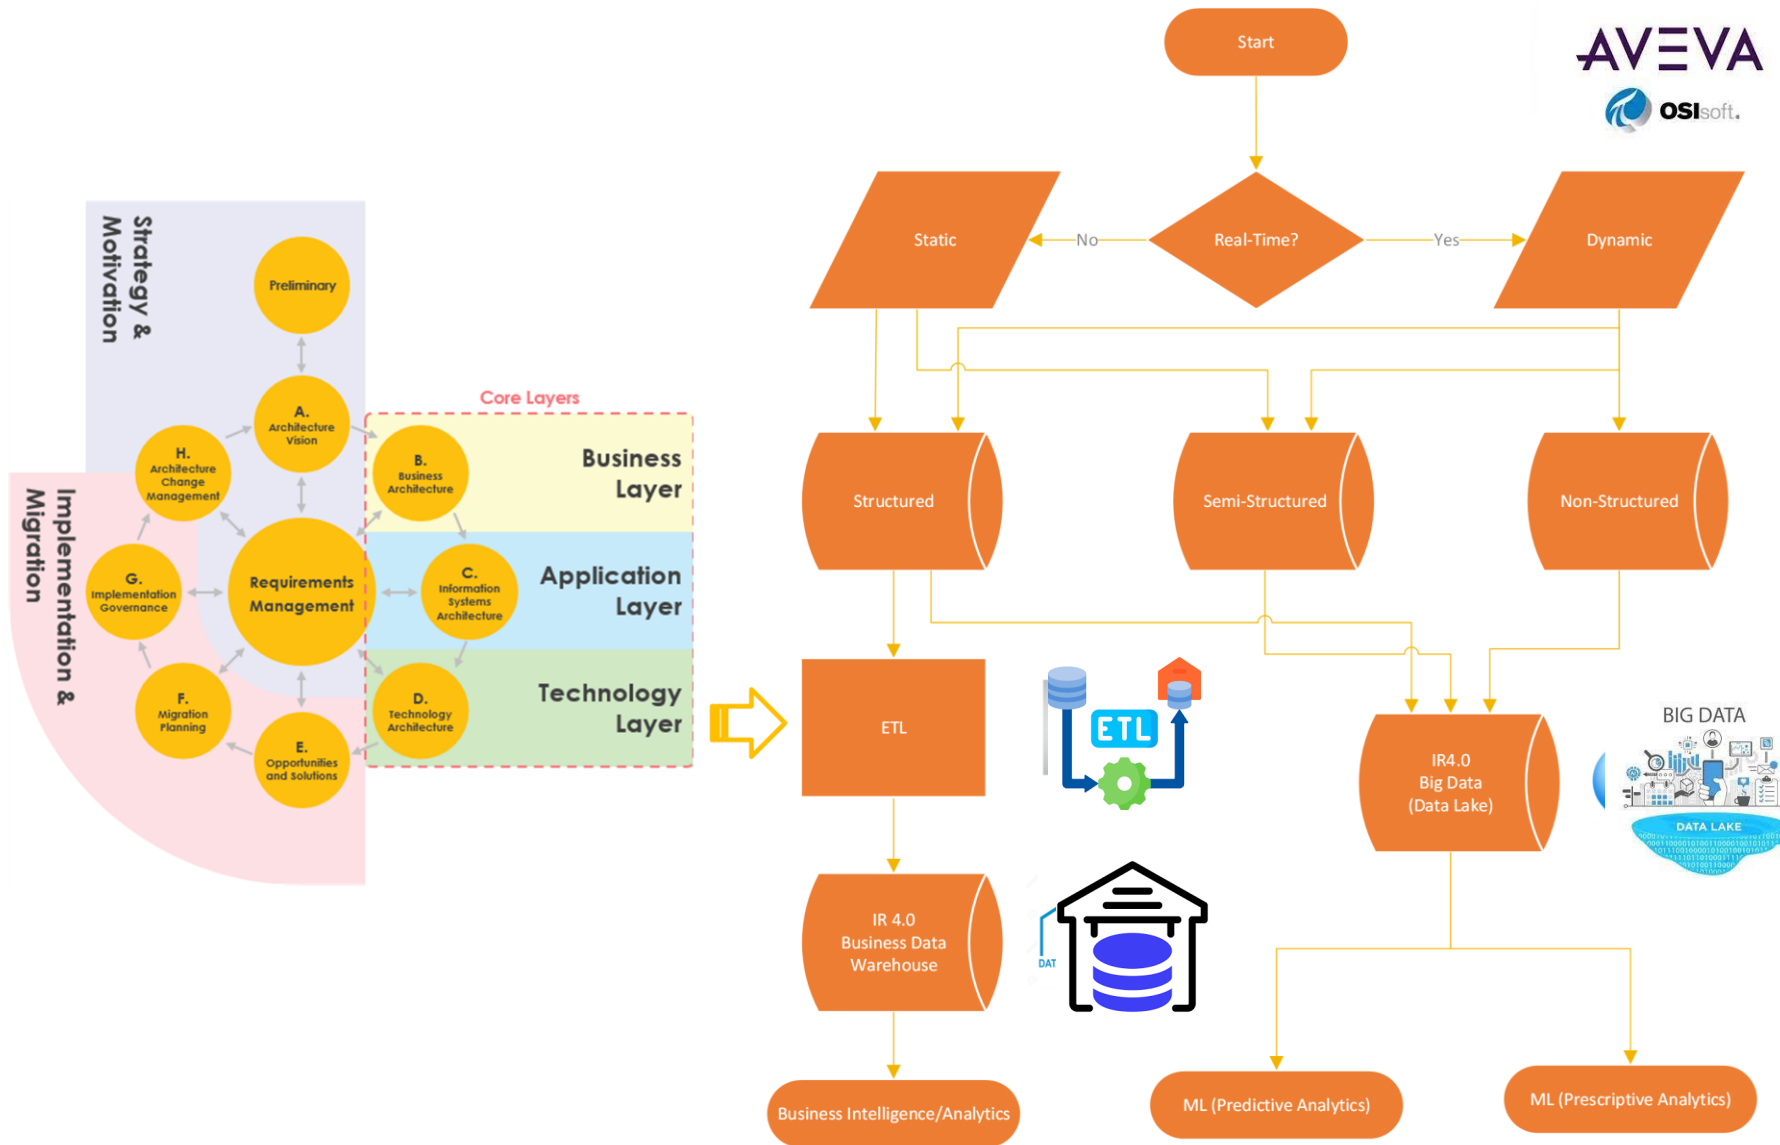 Strategy &
Motivation
Preliminary
A.
Architecture
Vision
H.
Architecture
Change
Management
G.
Implementation
Governance
Requirements
Management
F.
Migration
Planning
E.
Opportunities
and Solutions
Implementation &
Migration
Core Layers
B.
Business
Architecture
Business
Layer
C.
Information
Systems
Architecture
Application
Layer
D.
Technology
Architecture
Technology
Layer
Start
AVEVA
OSIsoft.
Static
No
Real-Time?
Yes
Dynamic
Structured
Semi-Structured
Non-Structured
ETL
ETL
IR4.0
Big Data
(Data Lake)
BIG DATA
DATA LAKE
IR 4.0
Business Data
Warehouse
DAT
Business Intelligence/Analytics
ML (Predictive Analytics)
ML (Prescriptive Analytics)